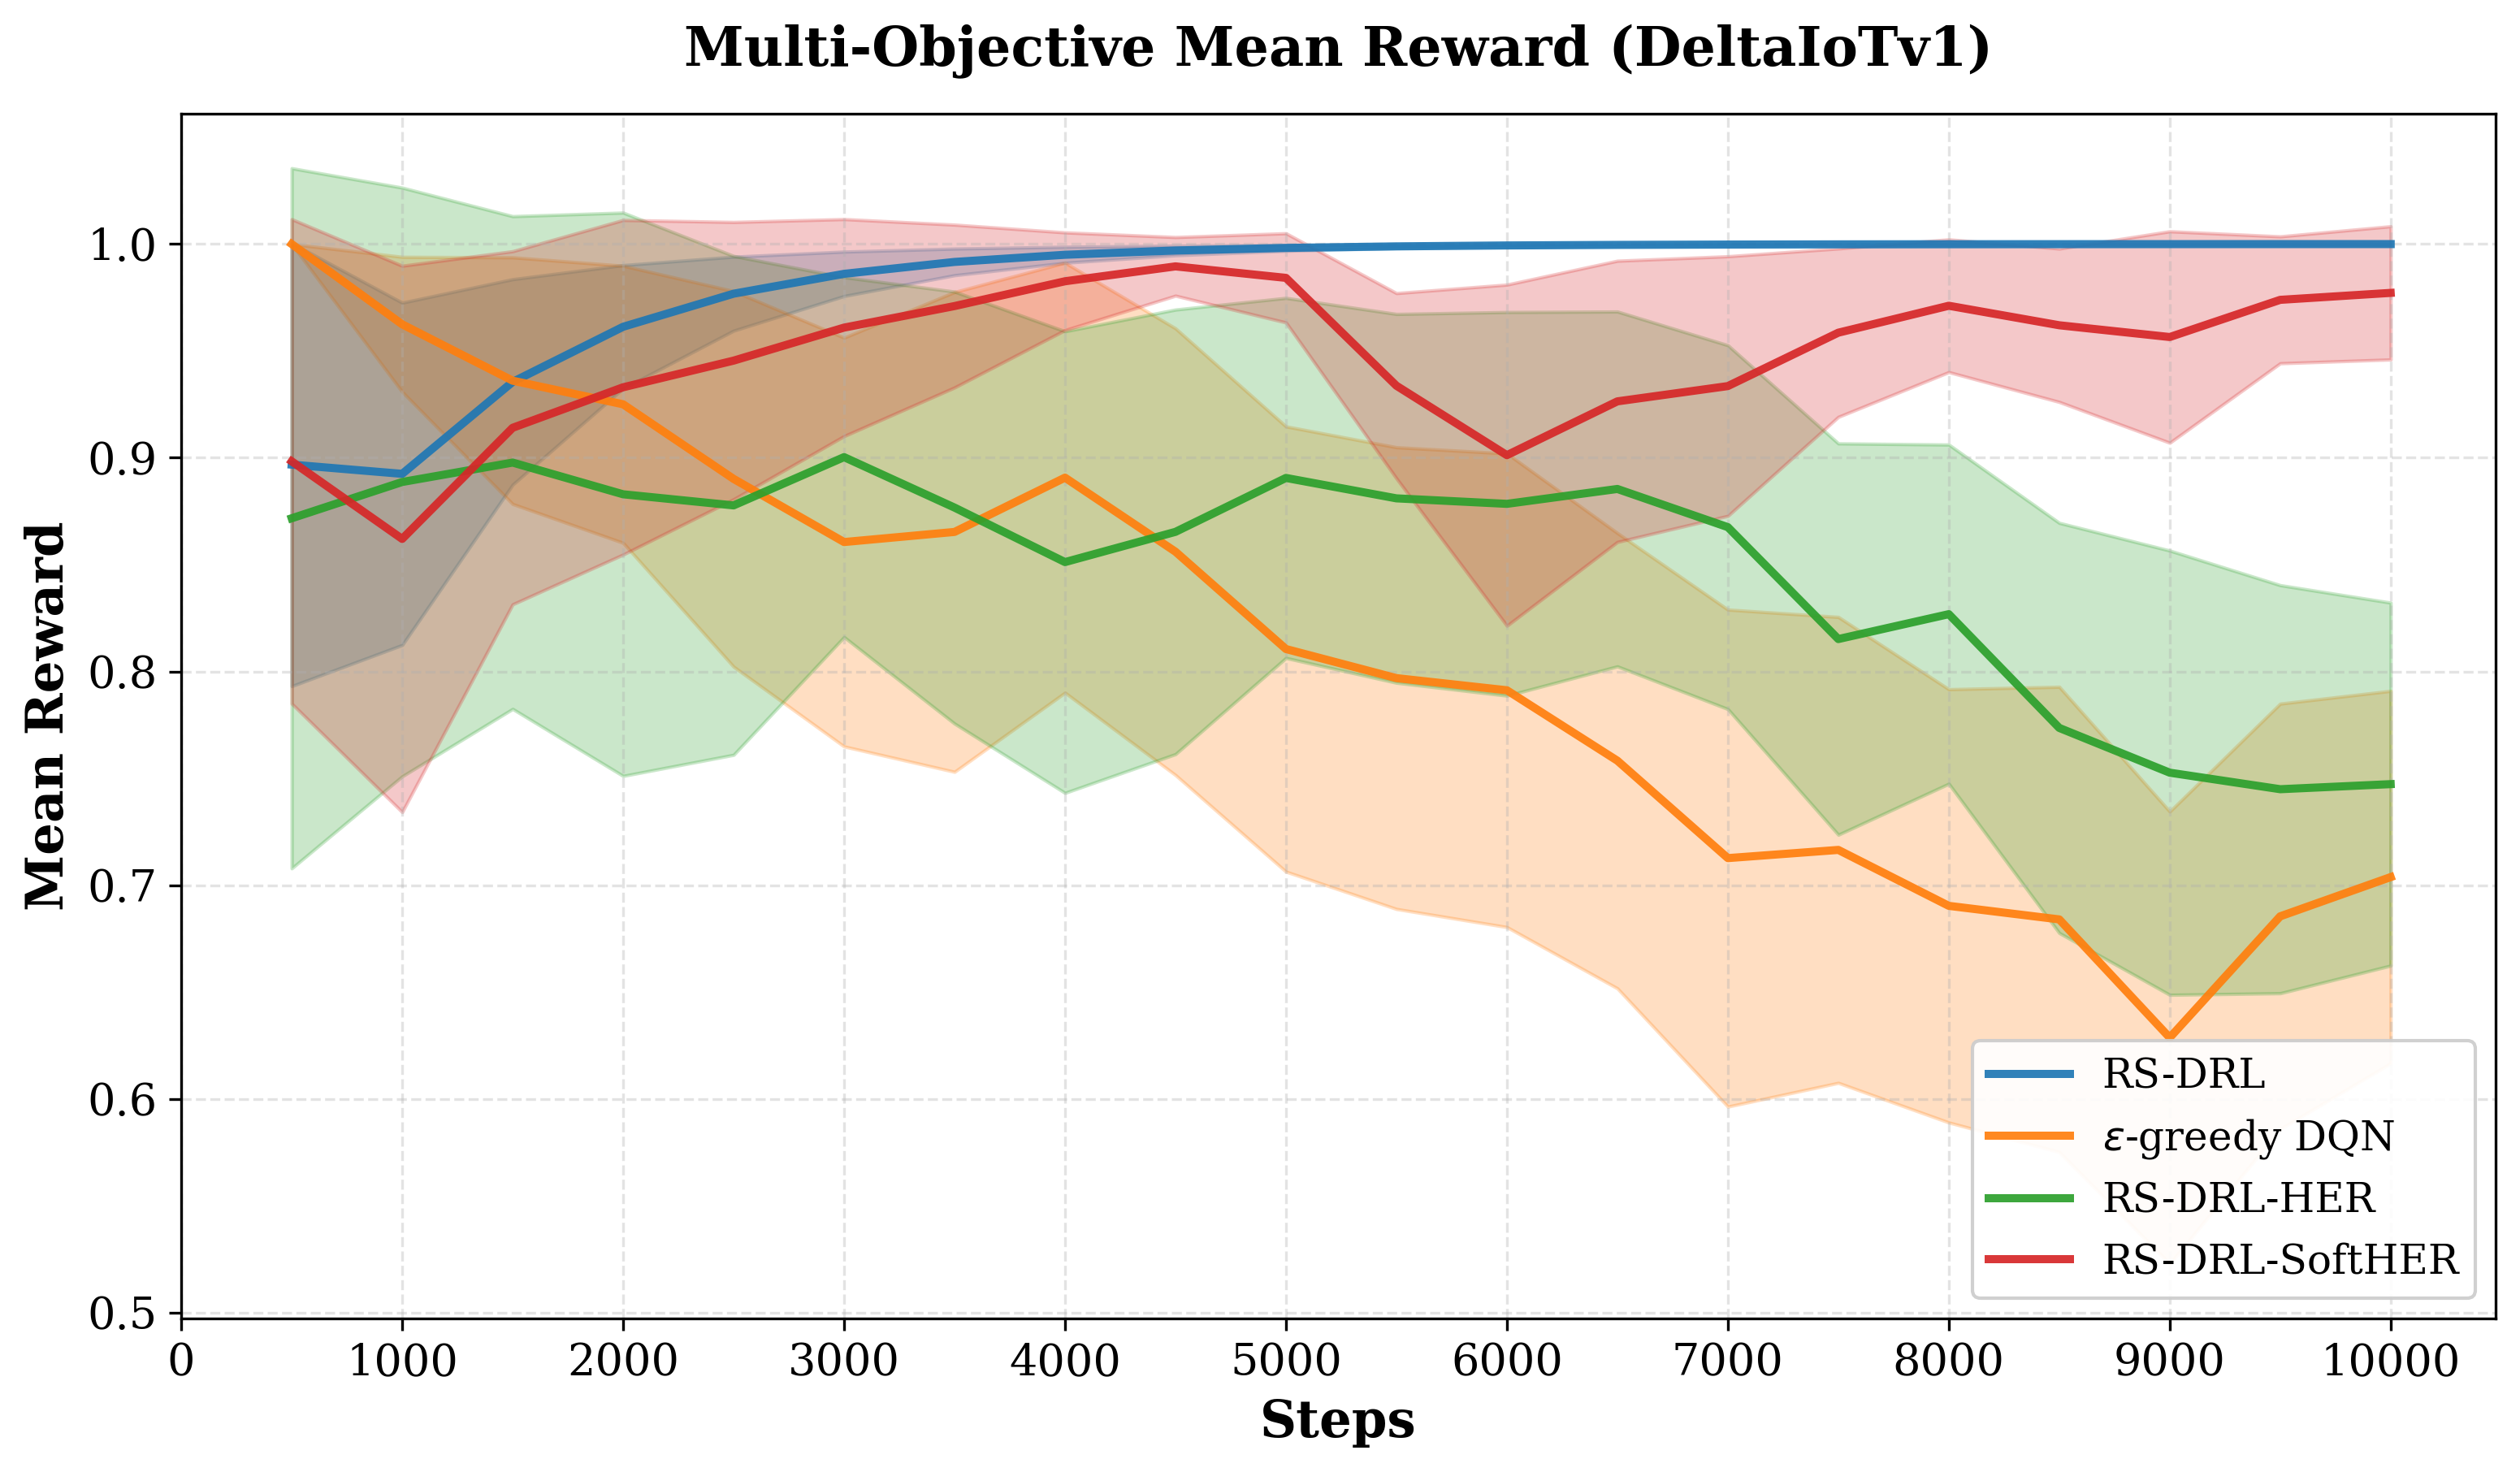 Multi-Objective Mean Reward (DeltaIoTv1)
Mean Reward
1.0
0.9
0.8
0.7
0.6
0.5
0 1000 2000 3000 4000 5000 6000 7000 8000 9000 10000
Steps
RS-DRL
ε-greedy DQN
RS-DRL-HER
RS-DRL-SoftHER